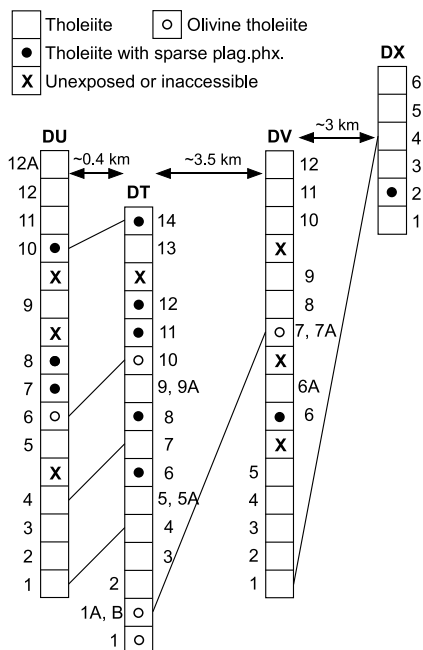 Tholeiite
Olivine tholeiite
Tholeiite with sparse plag.phx.
X Unexposed or inaccessible
DX
6
5
4
3
2
1
DU
~0.4 km
12A
12
11
10
X
9
X
8
7
6
5
X
4
3
2
1
DT
~3.5 km
14
13
X
12
11
10
9, 9A
8
7
6
5, 5A
4
3
2
1A, B
1
DV
~3 km
12
11
10
X
9
8
7, 7A
X
6A
6
X
5
4
3
2
1